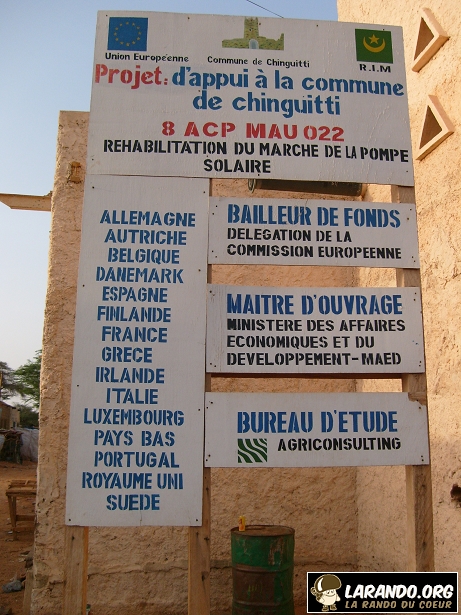 Union Europ­éenne
Commune de Chinguitti
R.I.M
Projet: d'appui à la commune
de chinguitti
8 ACP MAU 022
REHABILITATION DU MARCHE DE LA POMPE
SOLAIRE
ALLEMAGNE
AUTRICHE
BELGIQUE
DANEMARK
ESPAGNE
FINLANDE
FRANCE
GRECE
IRLANDE
ITALIE
LUXEMBOURG
PAYS BAS
PORTUGAL
ROYAUME UNI
SUEDE
BAILLEUR DE FONDS
DELEGATION DE LA
COMMISSION EUROPEENNE
MAITRE D'OUVRAGE
MINISTERE DES AFFAIRES
ECONOMIQUES ET DU
DEVELOPPEMENT-MAED
BUREAU D'ETUDE
AGRICONSULTING
LARANDO.ORG
LA RANDO DU COEUR